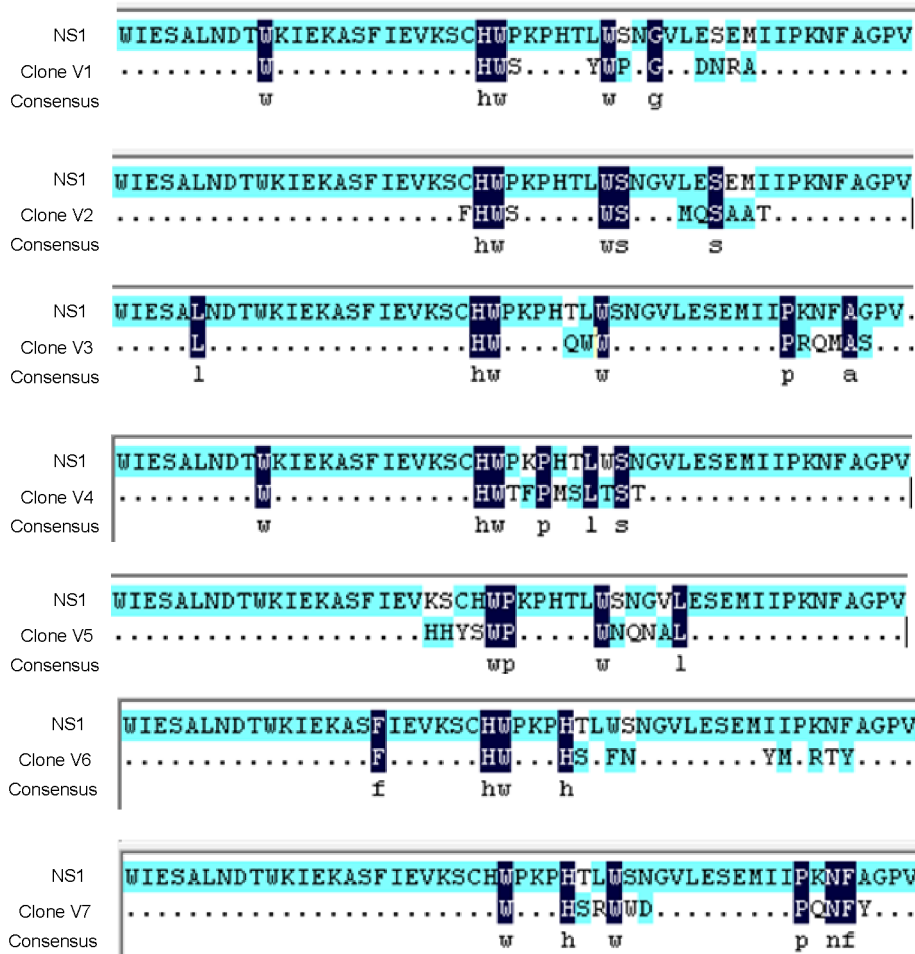 NS1 WIESALNDTWKIEKASFIEVKSCHWPKPHTLWSNGVLESEMIIPKNFAGPV
Clone V1 .........W.............HWS....YWP.G..DNRA..........
Consensus w hw w g
NS1 WIESALNDTWKIEKASFIEVKSCHWPKPHTLWSNGVLESEMIIPKNFAGPV
Clone V2 ......................FHWS.....WS...MQSAAT.........
Consensus hw ws s
NS1 WIESALNDTWKIEKASFIEVKSCHWPKPHTLWSNGVLESEMIIPKNFAGPV.
Clone V3 .....L.................HW....QWW...........PRQMAS...
Consensus l hw w p a
NS1 WIESALNDTWKIEKASFIEVKSCHWPKPHTLWSNGVLESEMIIPKNFAGPV
Clone V4 .........W.............HWTFPMSLTST.................
Consensus w hw p l s
NS1 WIESALNDTWKIEKASFIEVKSCHWPKPHTLWSNGVLESEMIIPKNFAGPV
Clone V5 ....................HHYSWP.....WNQNAL..............
Consensus wp w l
NS1 WIESALNDTWKIEKASFIEVKSCHWPKPHTLWSNGVLESEMIIPKNFAGPV
Clone V6 ................F......HW...HS.FN........YM.RTY....
Consensus f hw h
NS1 WIESALNDTWKIEKASFIEVKSCHWPKPHTLWSNGVLESEMIIPKNFAGPV
Clone V7 ........................W...HSRWWD.........PQNFY...
Consensus w h w p nf